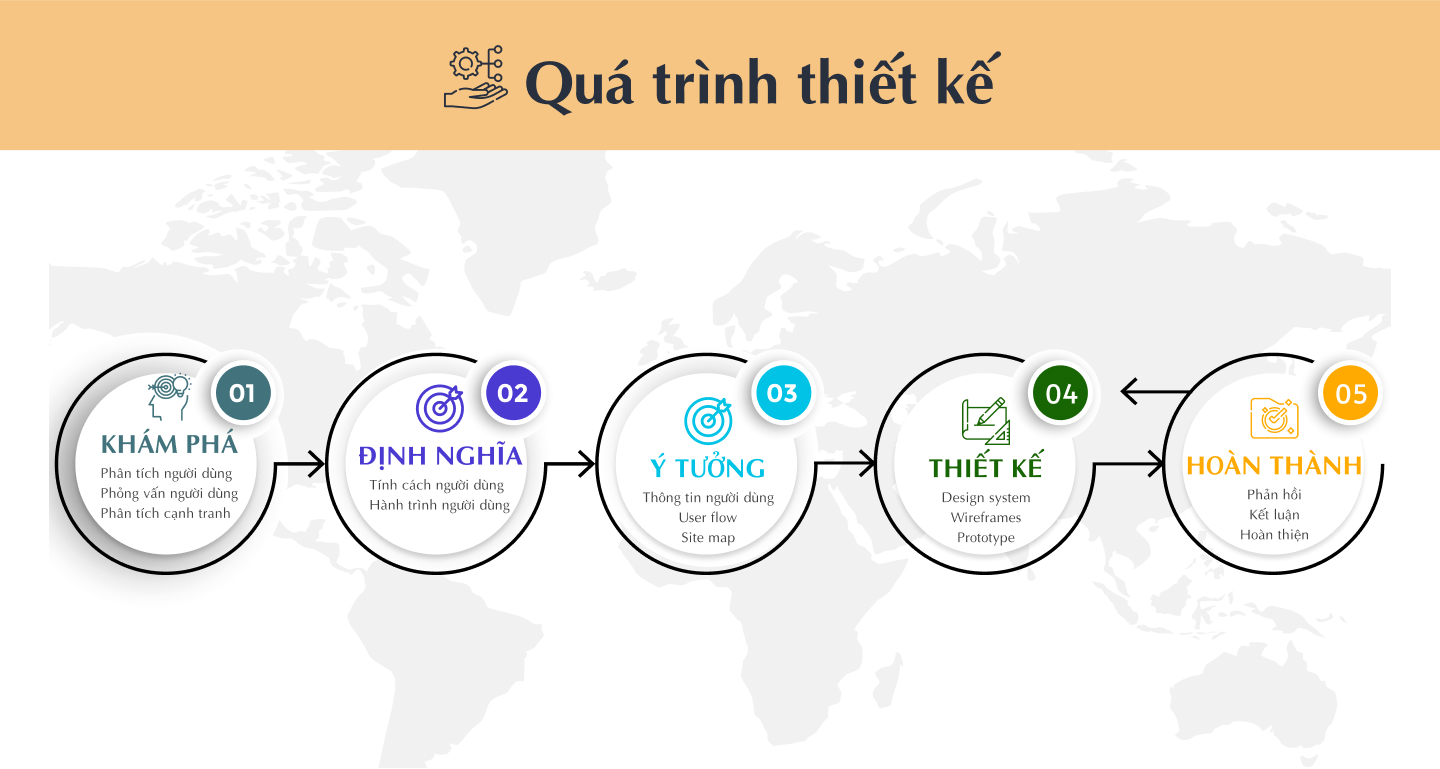 Quá trình thiết kế
01
KHÁM PHÁ
Phân tích người dùng
Phỏng vấn người dùng
Phân tích cạnh tranh
02
ĐỊNH NGHĨA
Tính cách người dùng
Hành trình người dùng
03
Ý TƯỞNG
Thông tin người dùng
User flow
Site map
04
THIẾT KẾ
Design system
Wireframes
Prototype
05
HOÀN THÀNH
Phản hồi
Kết luận
Hoàn thiện